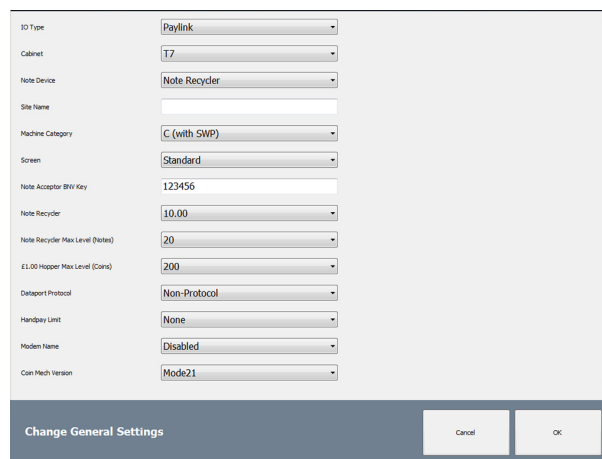 IO Type Paylink
Cabinet T7
Note Device Note Recycler
Site Name
Machine Category C (with SWP)
Screen Standard
Note Acceptor BNV Key 123456
Note Recycler 10.00
Note Recycler Max Level (Notes) 20
£1.00 Hopper Max Level (Coins) 200
Dataport Protocol Non-Protocol
Handpay Limit None
Modem Name Disabled
Coin Mech Version Mode21
Change General Settings Cancel OK